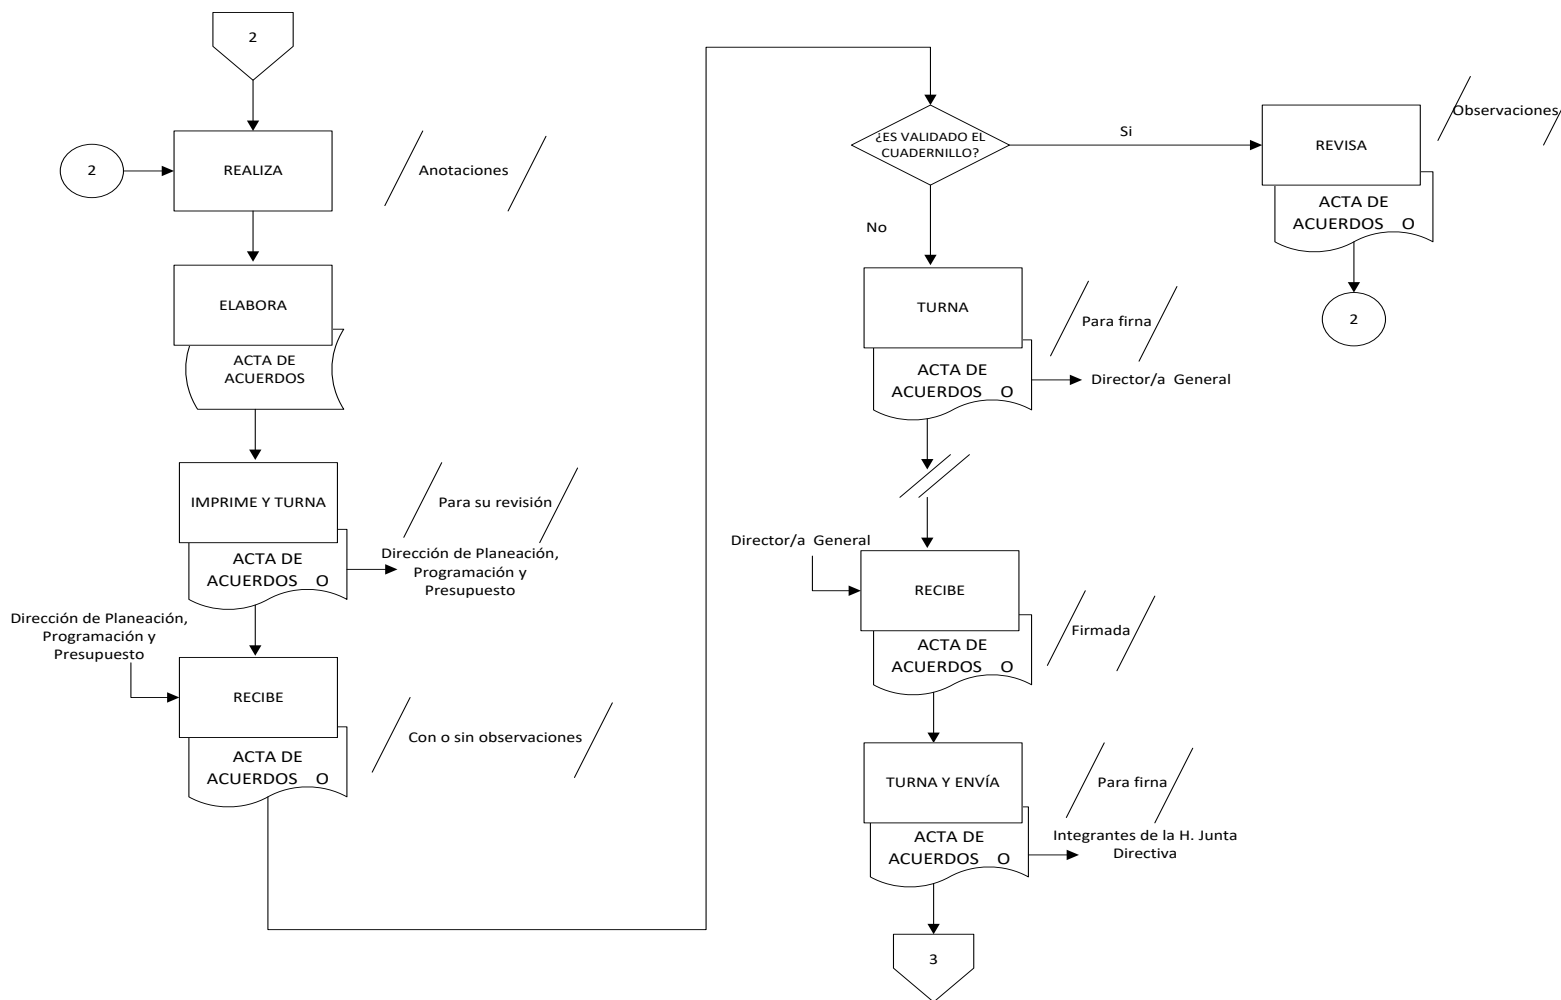 2
2
REALIZA
Anotaciones
ELABORA
ACTA DE
ACUERDOS
IMPRIME Y TURNA
Para su revisión
ACTA DE
ACUERDOS O
Dirección de Planeación,
Programación y
Presupuesto
Dirección de Planeación,
Programación y
Presupuesto
RECIBE
Con o sin observaciones
ACTA DE
ACUERDOS O
¿ES VALIDADO EL
CUADERNILLO?
Si
No
REVISA
Observaciones
ACTA DE
ACUERDOS O
2
TURNA
Para firna
ACTA DE
ACUERDOS O
Director/a General
Director/a General
RECIBE
Firmada
ACTA DE
ACUERDOS O
TURNA Y ENVÍA
Para firna
ACTA DE
ACUERDOS O
Integrantes de la H. Junta
Directiva
3